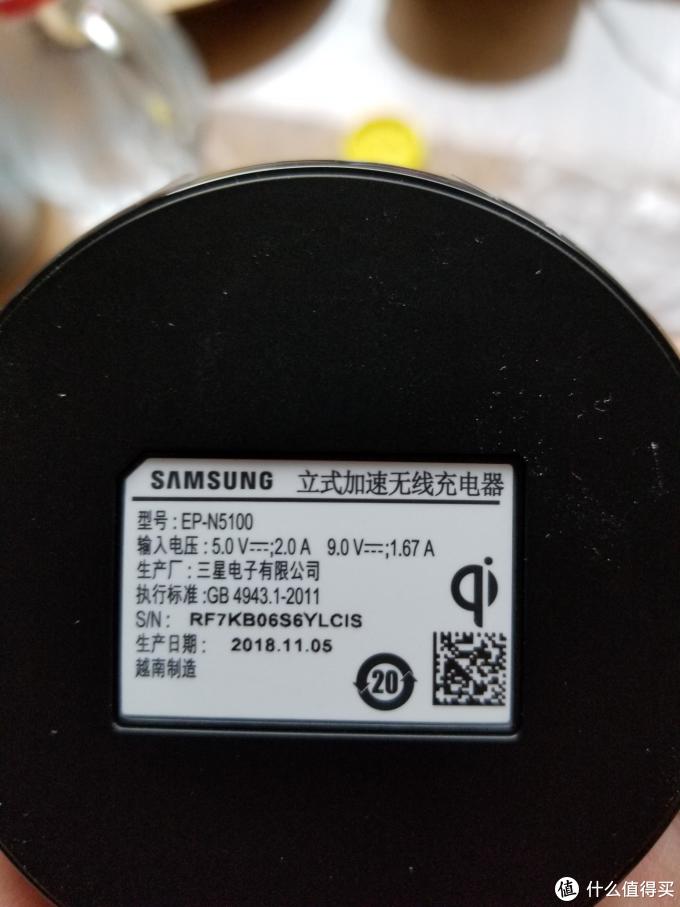 SAMSUNG 立式加速无线充电器
型号:EP-N5100
输入电压:5.0 V⎓;2.0 A 9.0 V⎓;1.67 A
生产厂:三星电子有限公司
执行标准:GB 4943.1-2011
S/N: RF7KB06S6YLCIS
生产日期: 2018.11.05
越南制造
qi
20
值 什么值得买